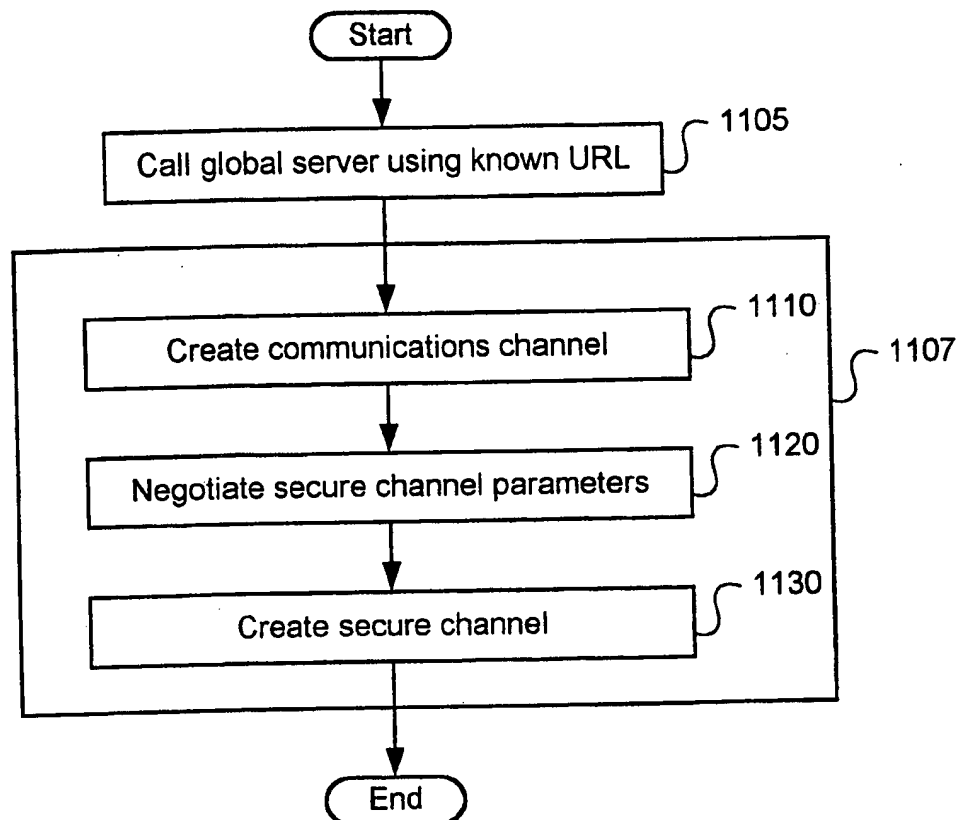 Start
Call global server using known URL
1105
Create communications channel
1110
1107
Negotiate secure channel parameters
1120
Create secure channel
1130
End